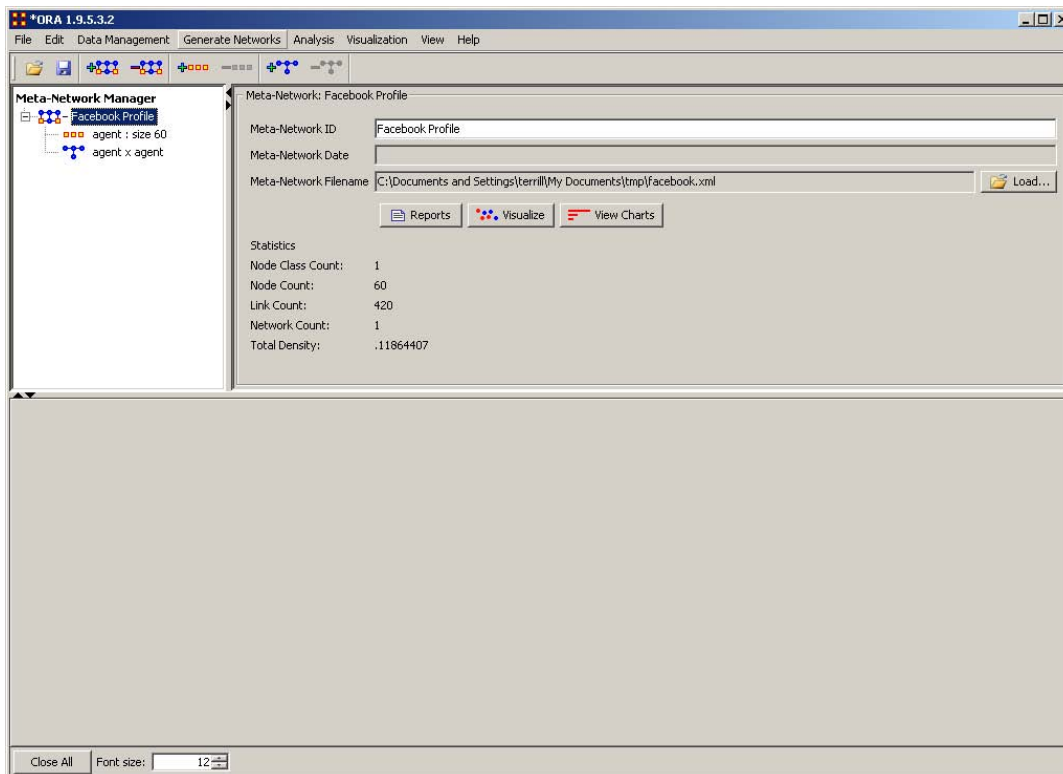 *ORA 1.9.5.3.2
File Edit Data Management Generate Networks Analysis Visualization View Help
Meta-Network Manager
Facebook Profile
agent : size 60
agent x agent
Meta-Network: Facebook Profile
Meta-Network ID Facebook Profile
Meta-Network Date
Meta-Network Filename C:\Documents and Settings\terrill\My Documents\tmp\facebook.xml Load...
Reports Visualize View Charts
Statistics
Node Class Count: 1
Node Count: 60
Link Count: 420
Network Count: 1
Total Density: .11864407
Close All Font size: 12